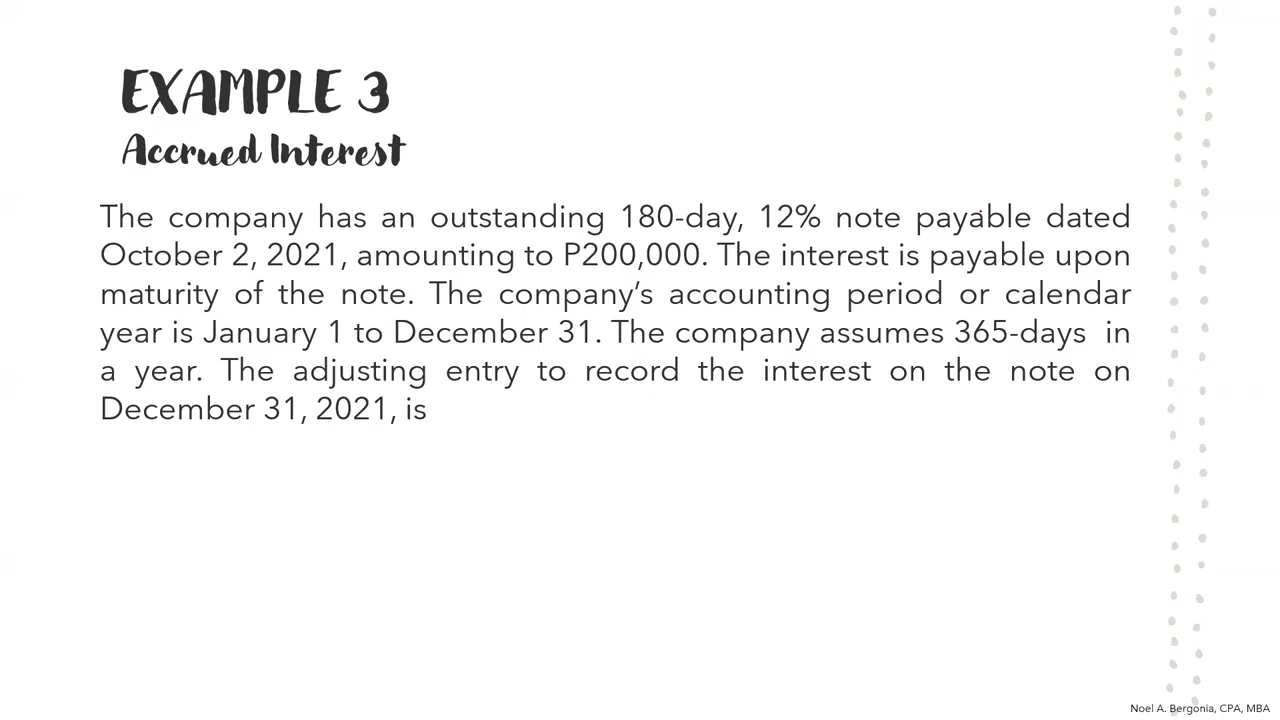 EXAMPLE 3
Accrued Interest
The company has an outstanding 180-day, 12% note payable dated
October 2, 2021, amounting to P200,000. The interest is payable upon
maturity of the note. The company’s accounting period or calendar
year is January 1 to December 31. The company assumes 365-days in
a year. The adjusting entry to record the interest on the note on
December 31, 2021, is
Noel A. Bergonia, CPA, MBA